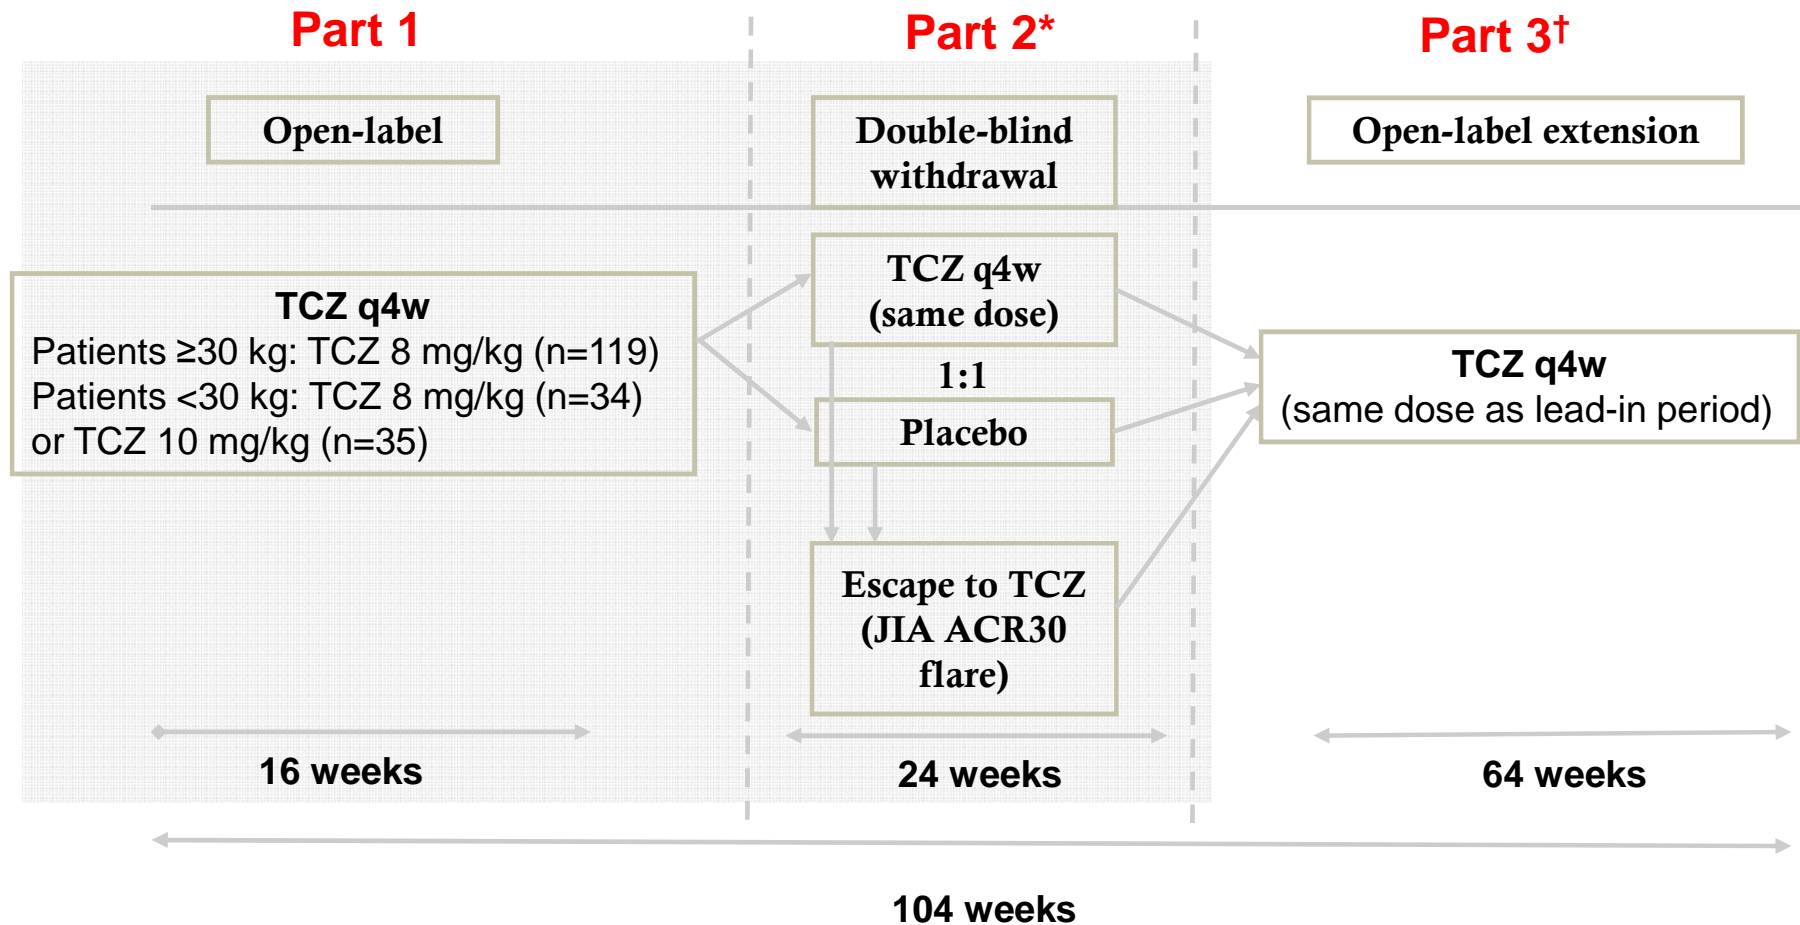 Part 1
Part 2*
Part 3†
Open-label
Double-blind
withdrawal
Open-label extension
TCZ q4w
Patients ≥30 kg: TCZ 8 mg/kg (n=119)
Patients <30 kg: TCZ 8 mg/kg (n=34)
or TCZ 10 mg/kg (n=35)
TCZ q4w
(same dose)
1:1
Placebo
Escape to TCZ
(JIA ACR30
flare)
TCZ q4w
(same dose as lead-in period)
16 weeks
24 weeks
64 weeks
104 weeks